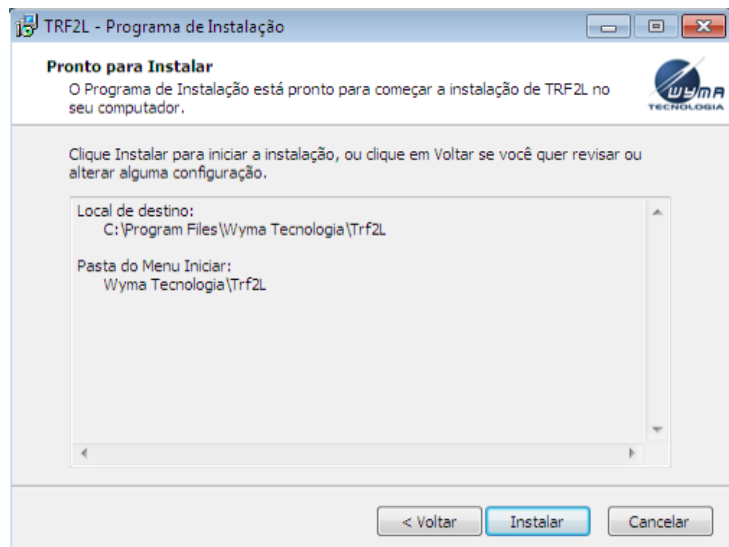 TRF2L - Programa de Instalação
Pronto para Instalar
O Programa de Instalação está pronto para começar a instalação de TRF2L no
seu computador.
WYMA
TECNOLOGIA
Clique Instalar para iniciar a instalação, ou clique em Voltar se você quer revisar ou
alterar alguma configuração.
Local de destino:
C:\Program Files\Wyma Tecnologia\Trf2L
Pasta do Menu Iniciar:
Wyma Tecnologia\Trf2L
< Voltar
Instalar
Cancelar